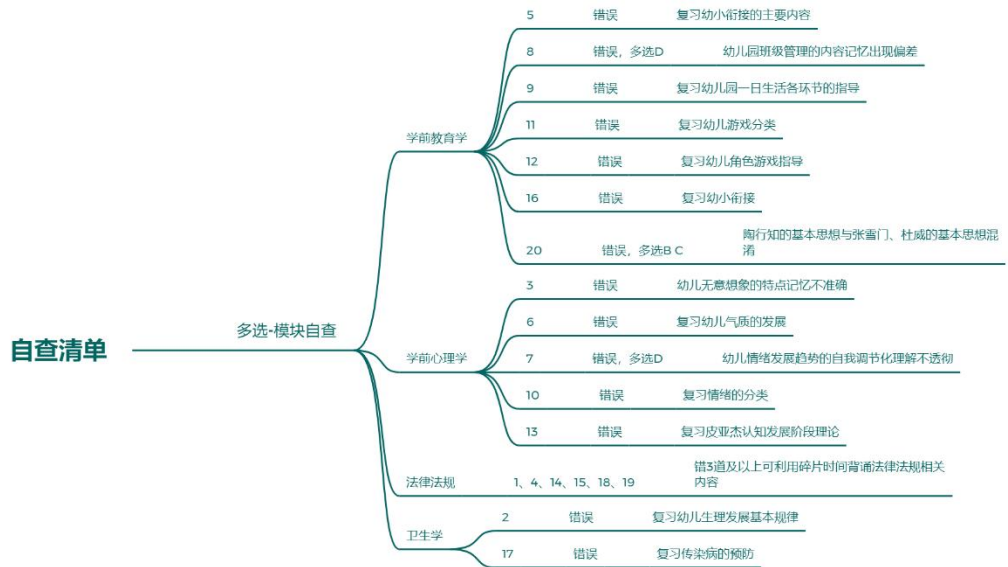 自查清单
多选-模块自查
学前教育学
5 错误 复习幼小衔接的主要内容
8 错误，多选D 幼儿园班级管理的内容记忆出现偏差
9 错误 复习幼儿园一日生活各环节的指导
11 错误 复习幼儿游戏分类
12 错误 复习幼儿角色游戏指导
16 错误 复习幼小衔接
20 错误，多选B C 陶行知的基本思想与张雪门、杜威的基本思想混
淆
学前心理学
3 错误 幼儿无意想象的特点记忆不准确
6 错误 复习幼儿气质的发展
7 错误，多选D 幼儿情绪发展趋势的自我调节化理解不透彻
10 错误 复习情绪的分类
13 错误 复习皮亚杰认知发展阶段理论
法律法规
1、4、14、15、18、19 错3道及以上可利用碎片时间背诵法律法规相关
内容
卫生学
2 错误 复习幼儿生理发展基本规律
17 错误 复习传染病的预防